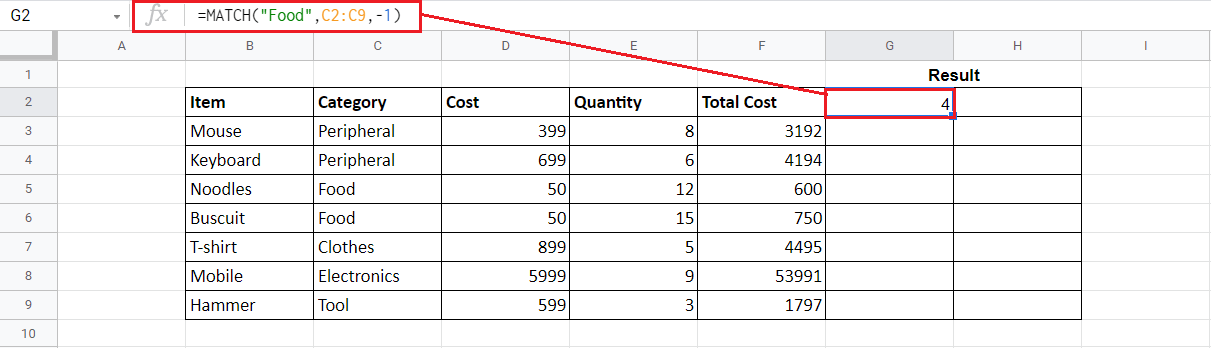 G2 fx =MATCH("Food",C2:C9,-1)
A B C D E F G H I
1 Result
2 Item Category Cost Quantity Total Cost 4
3 Mouse Peripheral 399 8 3192
4 Keyboard Peripheral 699 6 4194
5 Noodles Food 50 12 600
6 Buscuit Food 50 15 750
7 T-shirt Clothes 899 5 4495
8 Mobile Electronics 5999 9 53991
9 Hammer Tool 599 3 1797
10